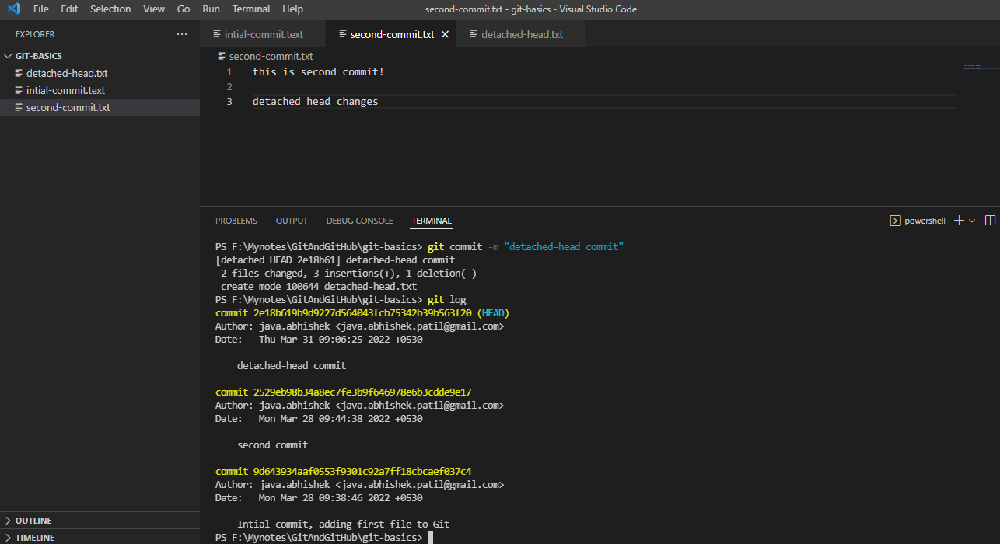 File Edit Selection View Go Run Terminal Help second-commit.txt - git-basics - Visual Studio Code
EXPLORER ...
GIT-BASICS
detached-head.txt
intial-commit.text
second-commit.txt
OUTLINE
TIMELINE
intial-commit.text second-commit.txt detached-head.txt
second-commit.txt
1 this is second commit!
2
3 detached head changes
PROBLEMS OUTPUT DEBUG CONSOLE TERMINAL powershell
PS F:\Mynotes\GitAndGitHub\git-basics> git commit -m "detached-head commit"
[detached HEAD 2e18b61] detached-head commit
2 files changed, 3 insertions(+), 1 deletion(-)
create mode 100644 detached-head.txt
PS F:\Mynotes\GitAndGitHub\git-basics> git log
commit 2e18b619b9d9227d564043fcb75342b39b563f20 (HEAD)
Author: java.abhishek <java.abhishek.patil@gmail.com>
Date: Thu Mar 31 09:06:25 2022 +0530
detached-head commit
commit 2529eb98b34a8ec7fe3b9f646978e6b3cdde9e17
Author: java.abhishek <java.abhishek.patil@gmail.com>
Date: Mon Mar 28 09:44:38 2022 +0530
second commit
commit 9d643934aaf0553f9301c92a7ff18cbcaef037c4
Author: java.abhishek <java.abhishek.patil@gmail.com>
Date: Mon Mar 28 09:38:46 2022 +0530
Intial commit, adding first file to Git
PS F:\Mynotes\GitAndGitHub\git-basics>